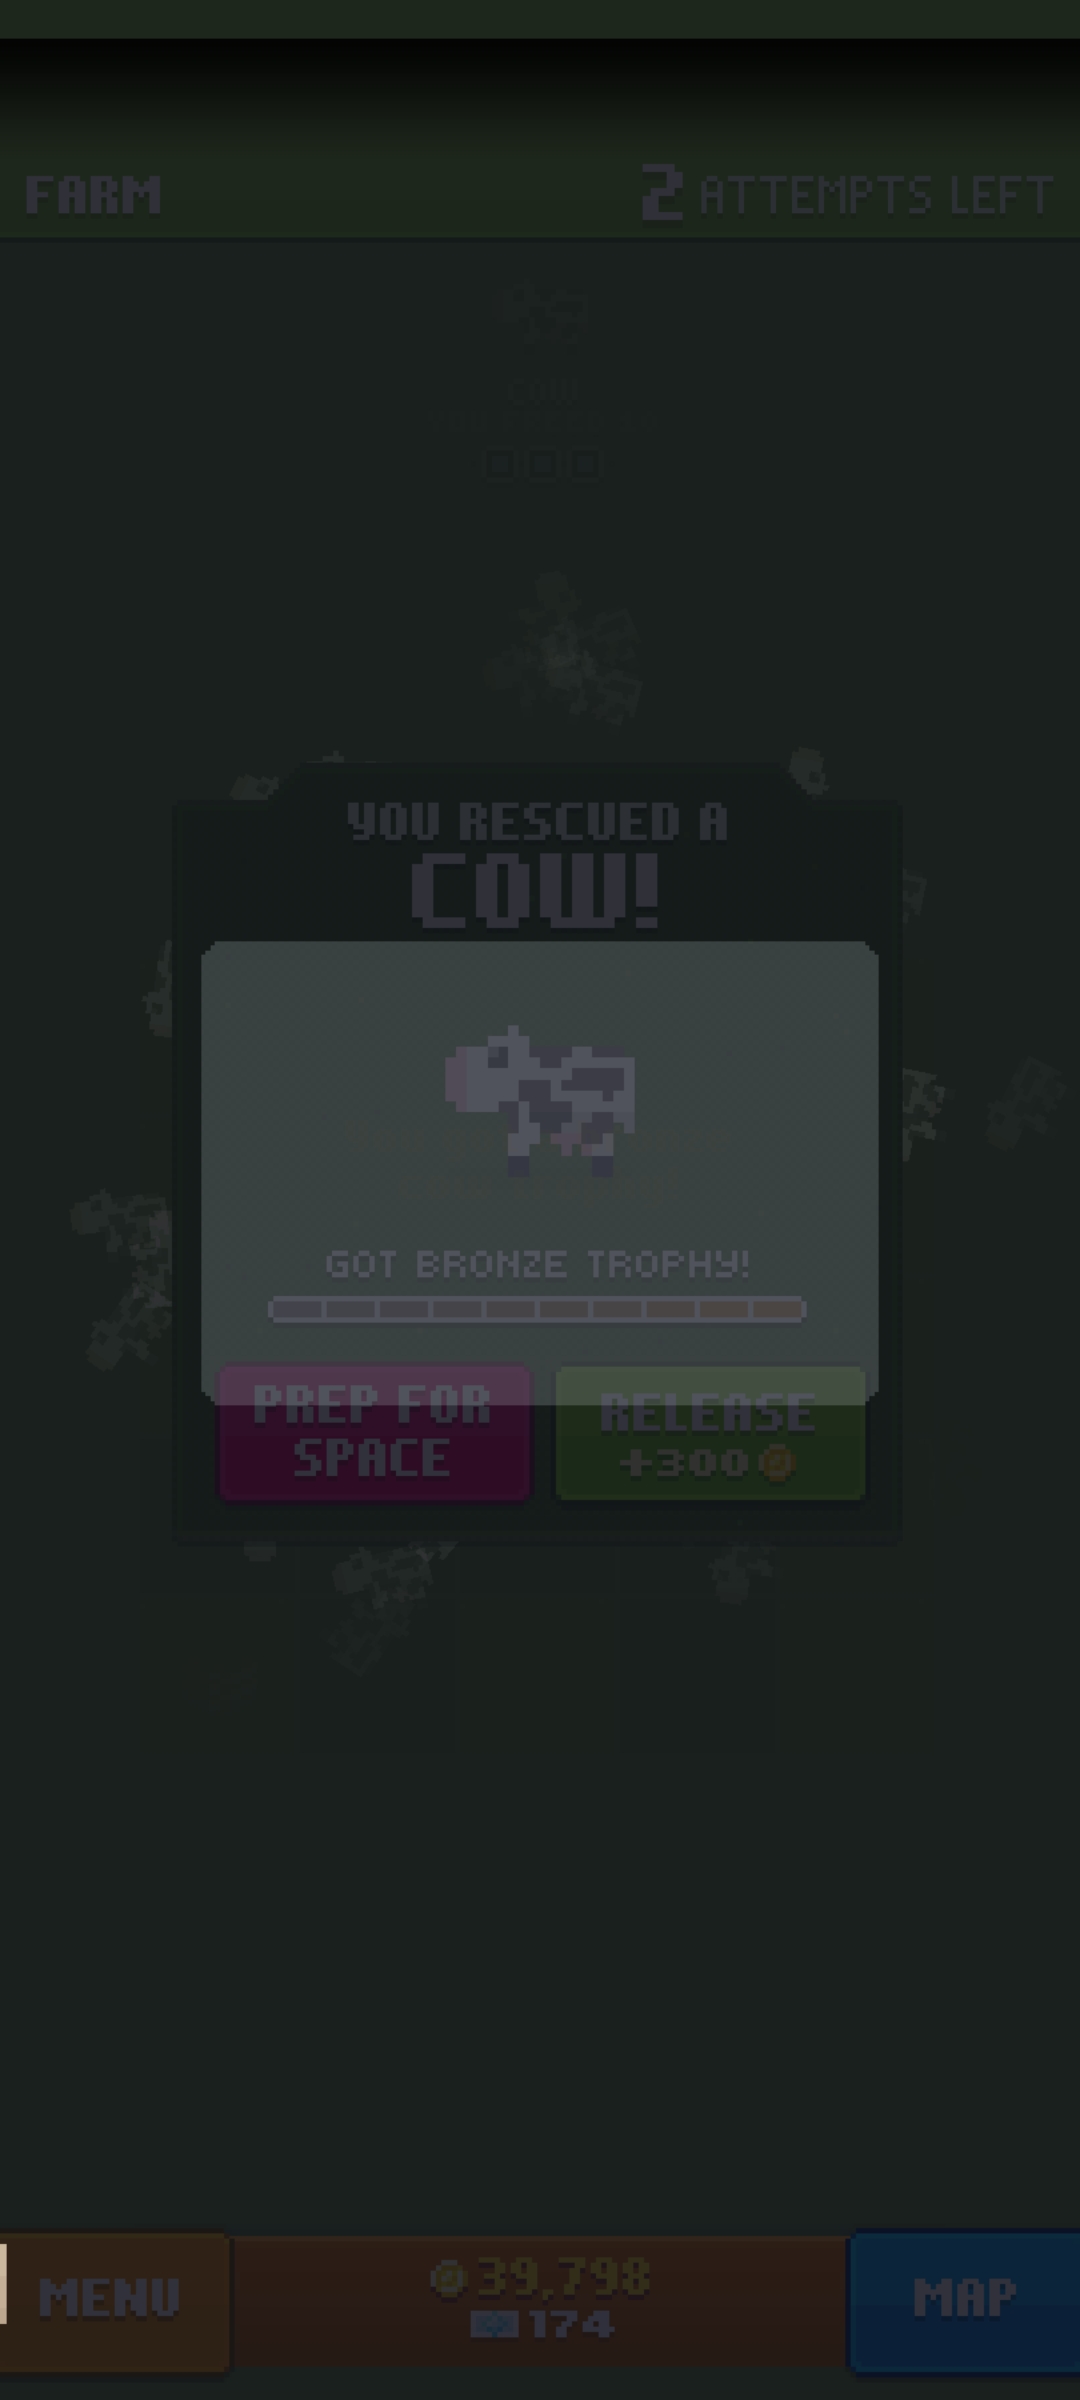 FARM
2 ATTEMPTS LEFT
COW
YOU RESCUED A
COW!
GOT BRONZE TROPHY!
PREP FOR
SPACE
RELEASE
+300
MENU
39,798
174
MAP